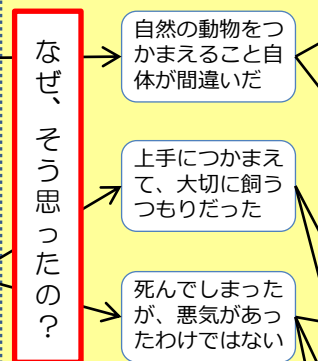 なぜ、そう思ったの？
自然の動物をつ
かまえること自
体が間違いだ
上手につかまえ
て、大切に飼う
つもりだった
死んでしまった
が、悪気があっ
たわけではない